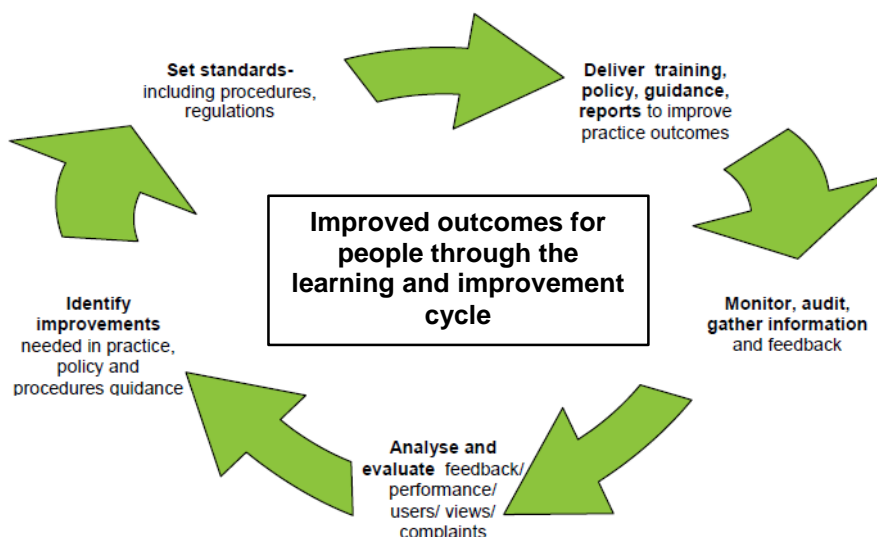 Set standards-
including procedures,
regulations
Deliver training,
policy, guidance,
reports to improve
practice outcomes
Improved outcomes for
people through the
learning and improvement
cycle
Identify
improvements
needed in practice,
policy and
procedures guidance
Monitor, audit,
gather information
and feedback
Analyse and
evaluate feedback/
performance/
users/ views/
complaints